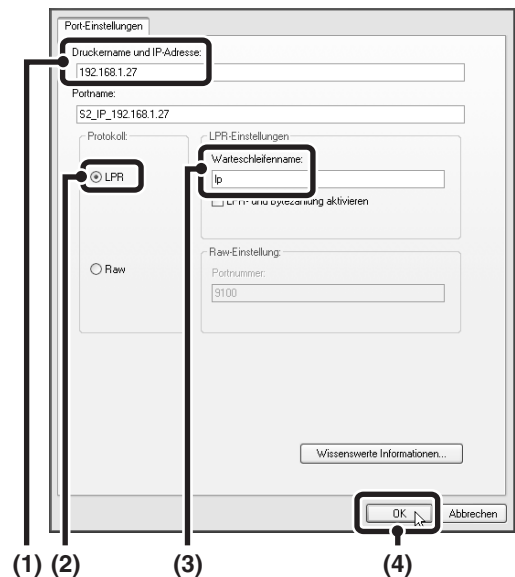 Port-Einstellungen
Druckername und IP-Adresse:
192.168.1.27
Portname:
S2_IP_192.168.1.27
Protokoll:
LPR
Raw
LPR-Einstellungen
Warteschleifenname:
lp
LPR- und Bytezählung aktivieren
Raw-Einstellung:
Portnummer:
9100
Wissenswerte Informationen...
OK
Abbrechen
(1) (2) (3) (4)